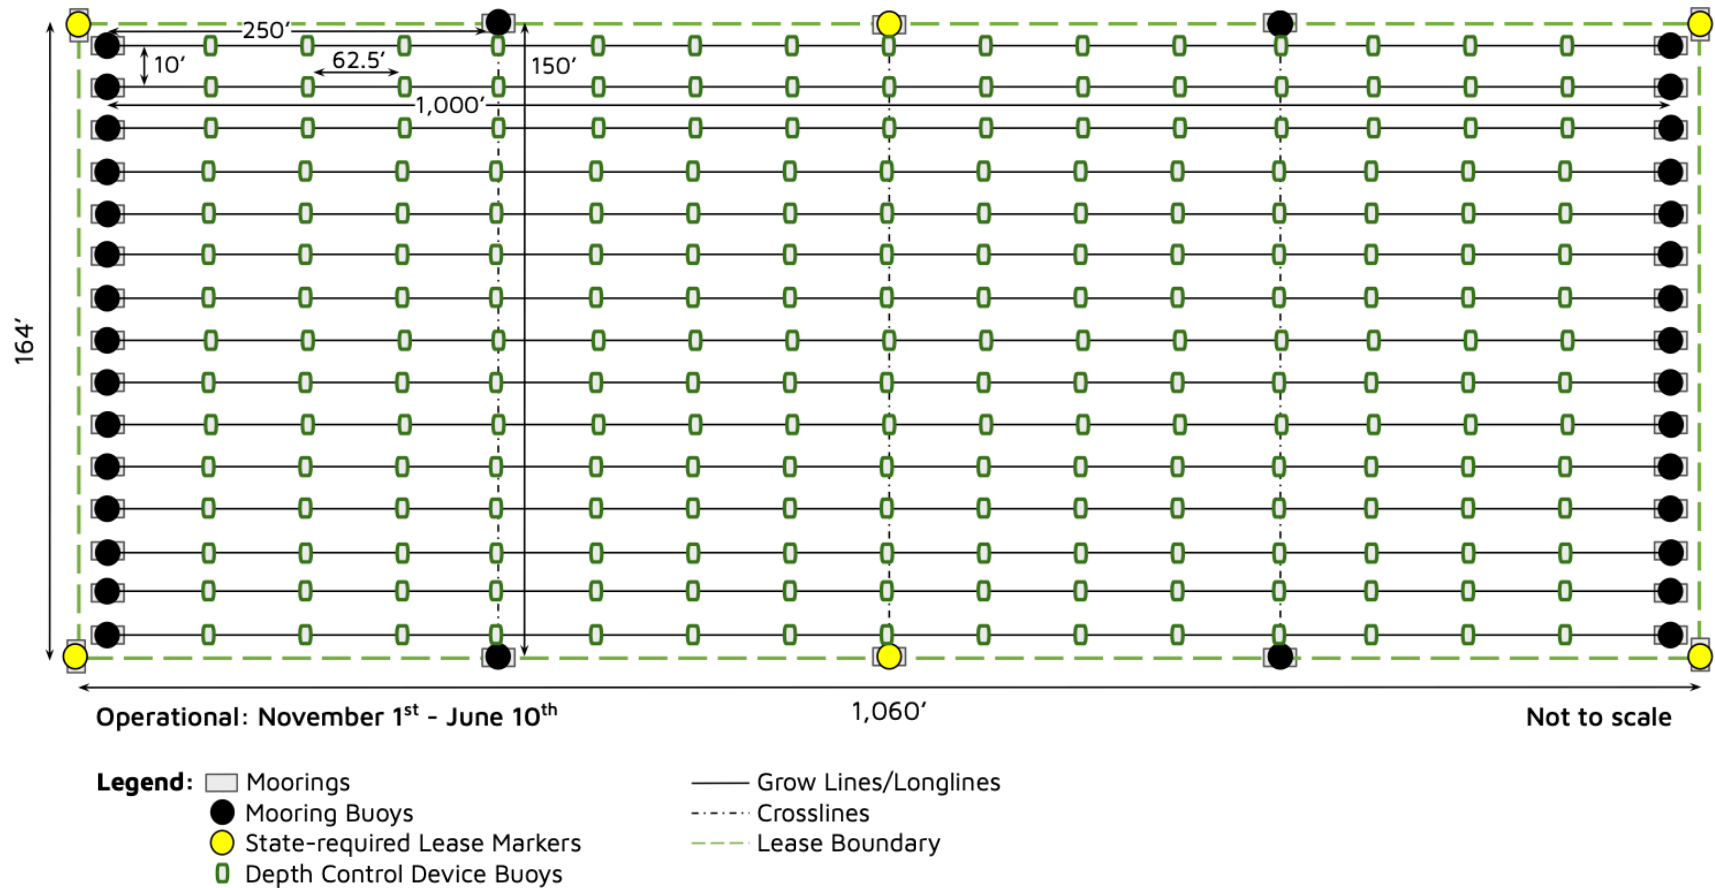 250’
10’
62.5’
150’
1,000’
164’
1,060’
Operational: November 1st - June 10th
Not to scale
Legend:
Moorings
Mooring Buoys
State-required Lease Markers
Depth Control Device Buoys
Grow Lines/Longlines
Crosslines
Lease Boundary